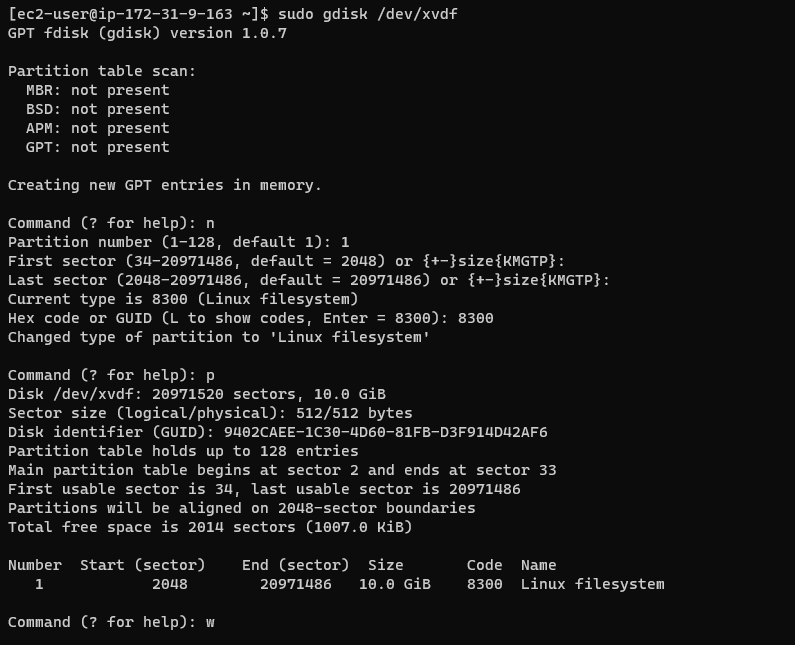 [ec2-user@ip-172-31-9-163 ~]$ sudo gdisk /dev/xvdf
GPT fdisk (gdisk) version 1.0.7
Partition table scan:
  MBR: not present
  BSD: not present
  APM: not present
  GPT: not present
Creating new GPT entries in memory.
Command (? for help): n
Partition number (1-128, default 1): 1
First sector (34-20971486, default = 2048) or {+-}size{KMGTP}:
Last sector (2048-20971486, default = 20971486) or {+-}size{KMGTP}:
Current type is 8300 (Linux filesystem)
Hex code or GUID (L to show codes, Enter = 8300): 8300
Changed type of partition to 'Linux filesystem'
Command (? for help): p
Disk /dev/xvdf: 20971520 sectors, 10.0 GiB
Sector size (logical/physical): 512/512 bytes
Disk identifier (GUID): 9402CAEE-1C30-4D60-81FB-D3F914D42AF6
Partition table holds up to 128 entries
Main partition table begins at sector 2 and ends at sector 33
First usable sector is 34, last usable sector is 20971486
Partitions will be aligned on 2048-sector boundaries
Total free space is 2014 sectors (1007.0 KiB)
Number  Start (sector)    End (sector)  Size       Code  Name
   1            2048        20971486   10.0 GiB    8300  Linux filesystem
Command (? for help): w